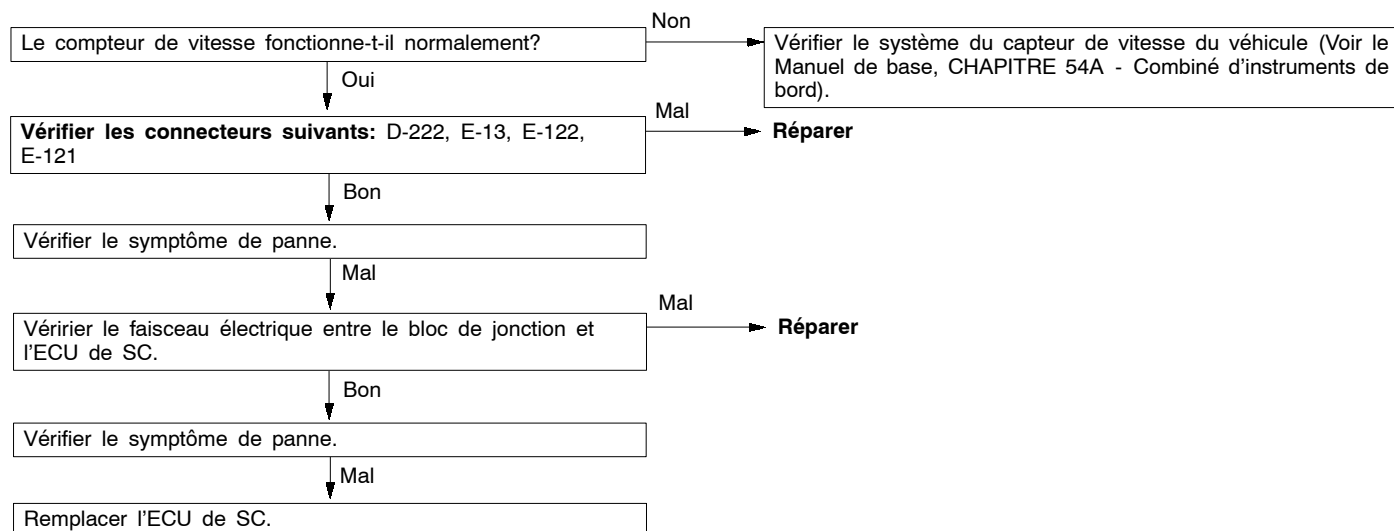 Le compteur de vitesse fonctionne-t-il normalement?
Non
Vérifier le système du capteur de vitesse du véhicule (Voir le
Manuel de base, CHAPITRE 54A - Combiné d'instruments de
bord).
Oui
Vérifier les connecteurs suivants: D-222, E-13, E-122,
E-121
Mal
Réparer
Bon
Vérifier le symptôme de panne.
Mal
Véririer le faisceau électrique entre le bloc de jonction et
l'ECU de SC.
Mal
Réparer
Bon
Vérifier le symptôme de panne.
Mal
Remplacer l'ECU de SC.